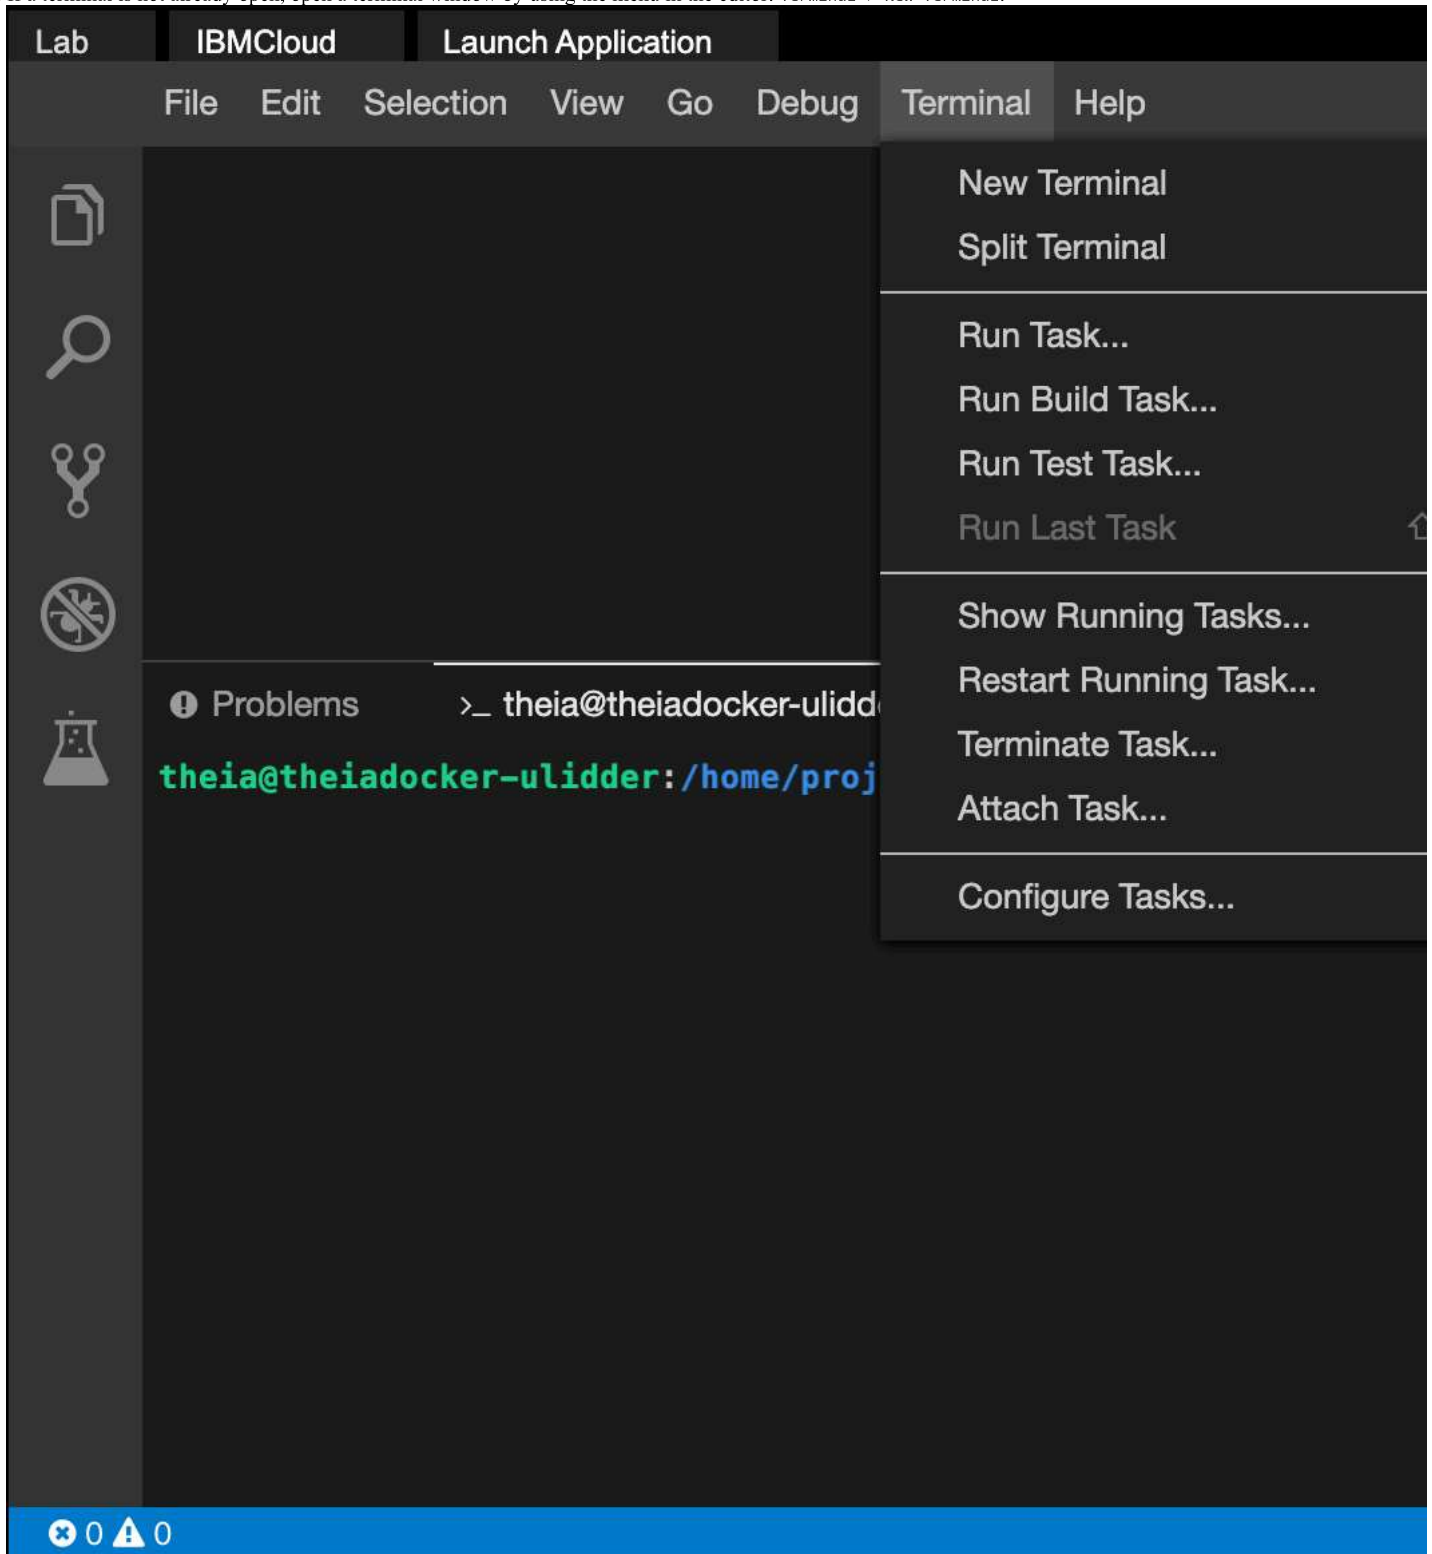 Lab IBMCloud Launch Application
File Edit Selection View Go Debug Terminal Help
New Terminal
Split Terminal
Run Task...
Run Build Task...
Run Test Task...
Run Last Task
Show Running Tasks...
Restart Running Task...
Terminate Task...
Attach Task...
Configure Tasks...
Problems >_ theia@theiadocker-ulidd
theia@theiadocker-ulidder:/home/proj
0 0